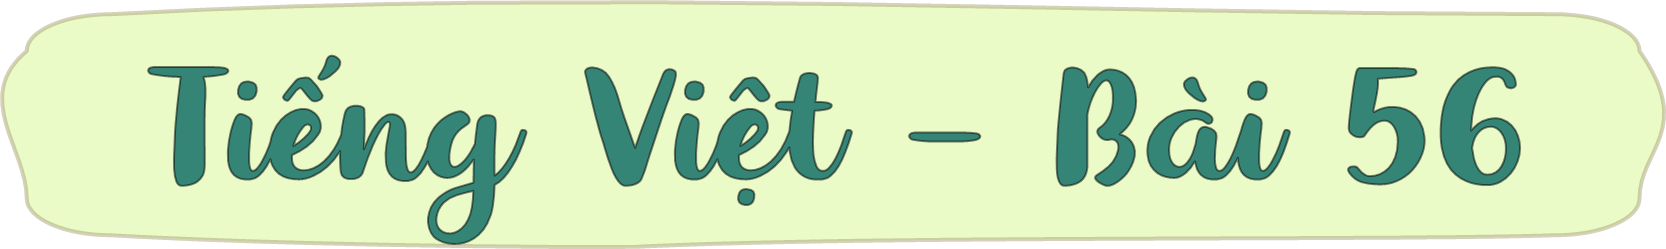 Tiếng Việt – Bài 56